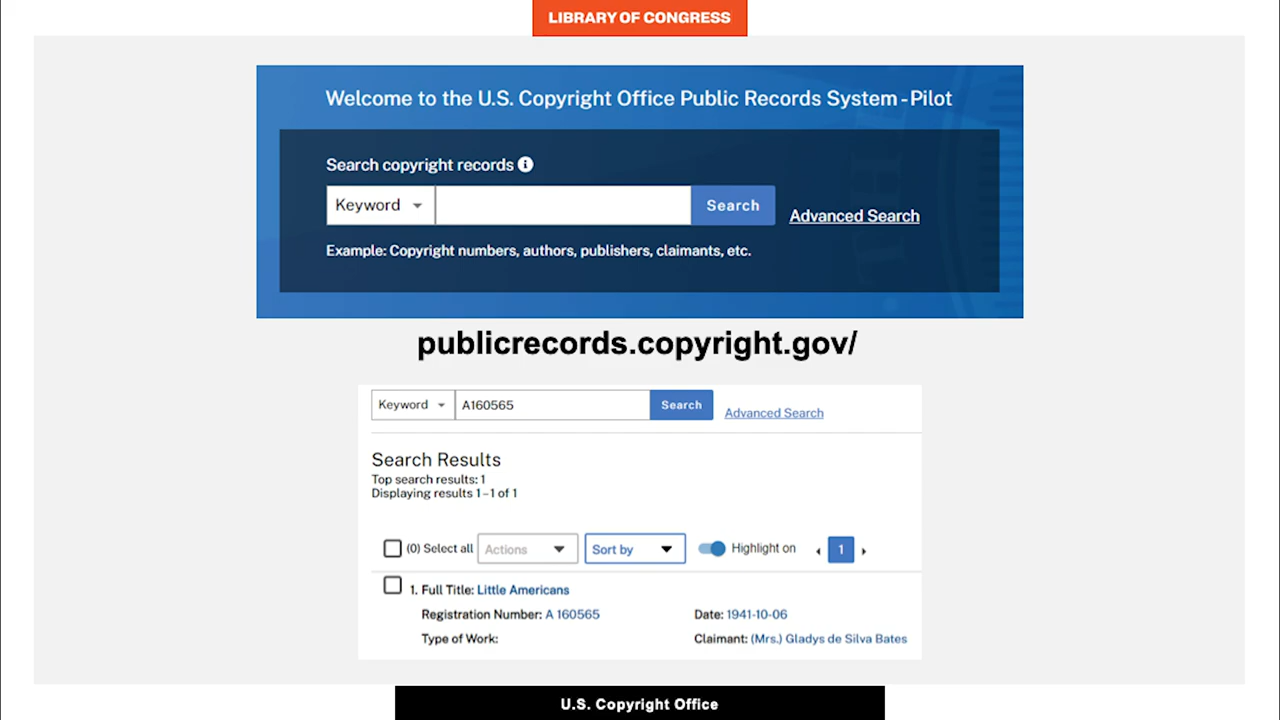 LIBRARY OF CONGRESS
Welcome to the U.S. Copyright Office Public Records System - Pilot
Search copyright records
Keyword Search Advanced Search
Example: Copyright numbers, authors, publishers, claimants, etc.
publicrecords.copyright.gov/
Keyword A160565 Search Advanced Search
Search Results
Top search results: 1
Displaying results 1–1 of 1
(0) Select all Actions Sort by Highlight on 1
1. Full Title: Little Americans
Registration Number: A 160565 Date: 1941-10-06
Type of Work: Claimant: (Mrs.) Gladys de Silva Bates
U.S. Copyright Office